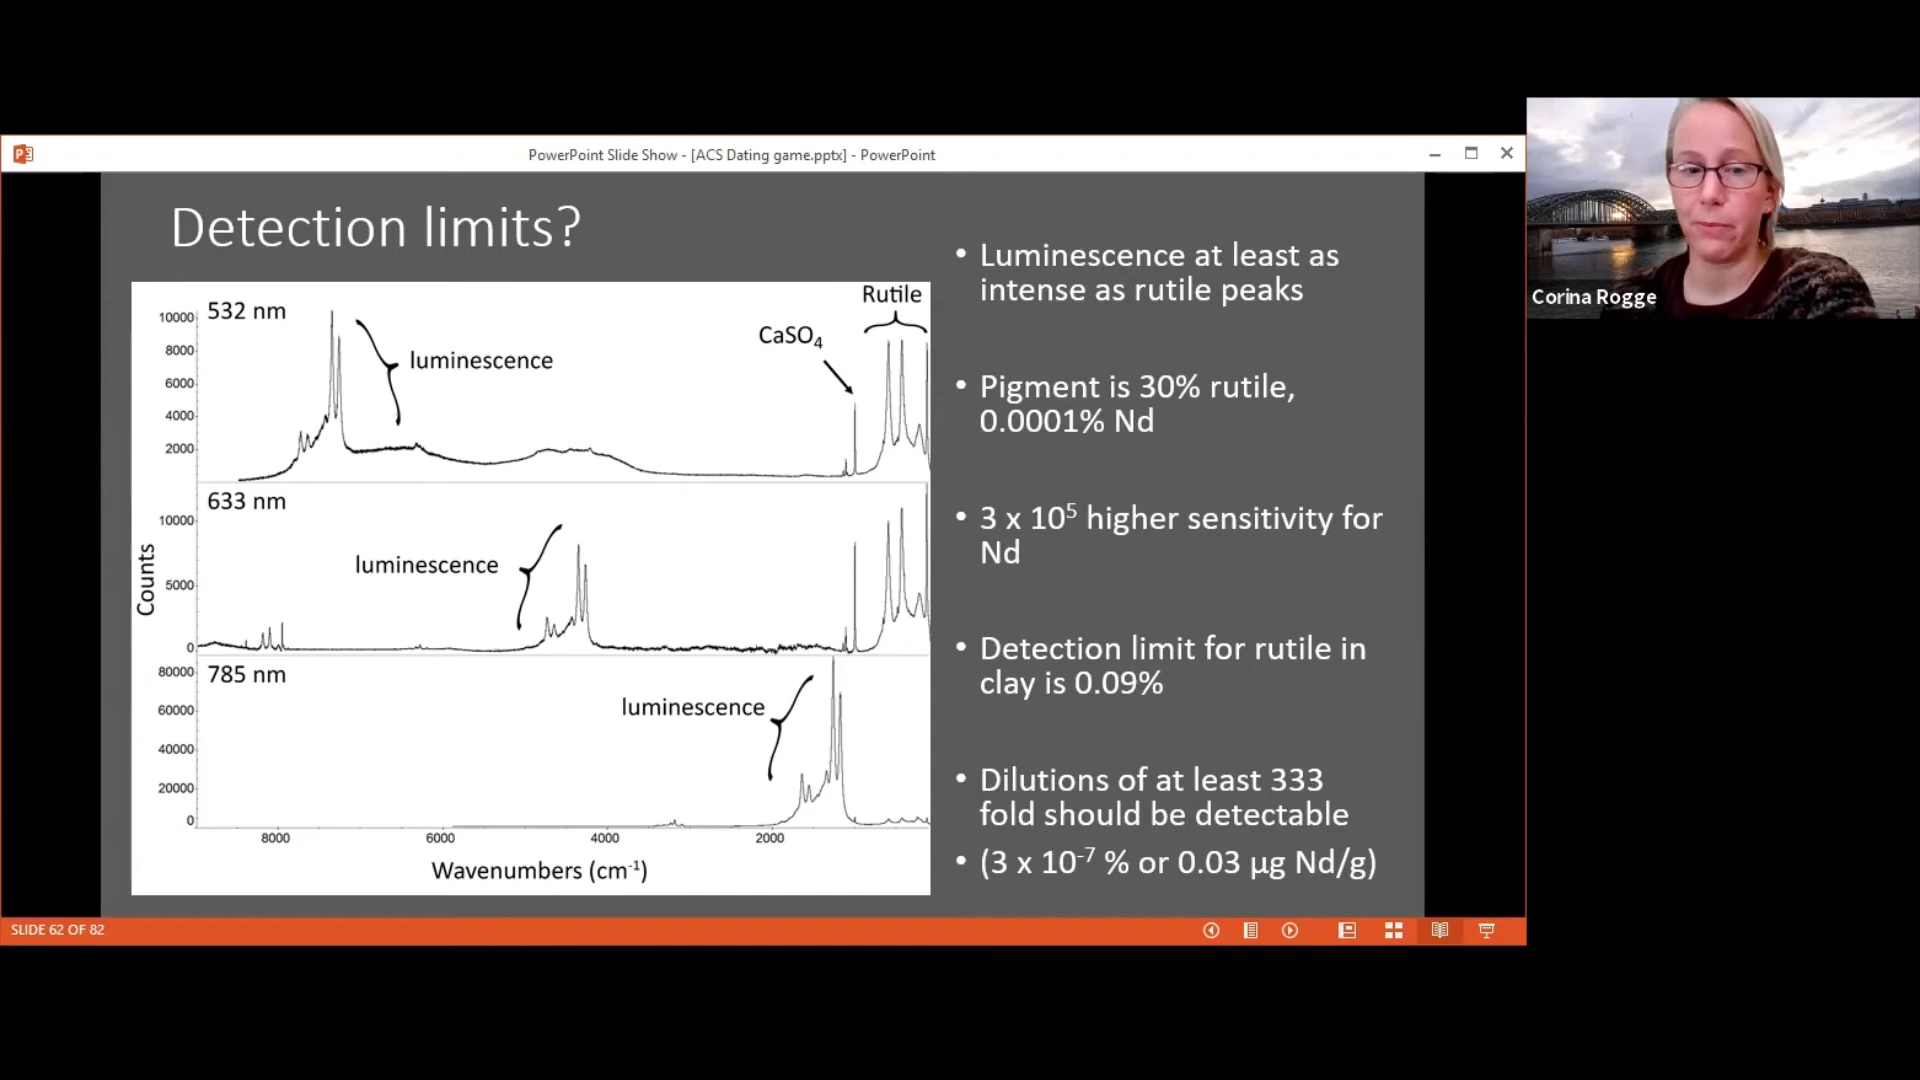 PowerPoint Slide Show - [ACS Dating game.pptx] - PowerPoint
Detection limits?
532 nm
luminescence
CaSO₄
Rutile
10000
8000
6000
4000
2000
633 nm
luminescence
10000
5000
0
Counts
785 nm
luminescence
80000
60000
40000
20000
0
8000 6000 4000 2000
Wavenumbers (cm⁻¹)
• Luminescence at least as
intense as rutile peaks
• Pigment is 30% rutile,
0.0001% Nd
• 3 x 10⁵ higher sensitivity for
Nd
• Detection limit for rutile in
clay is 0.09%
• Dilutions of at least 333
fold should be detectable
• (3 x 10⁻⁷ % or 0.03 µg Nd/g)
SLIDE 62 OF 82
Corina Rogge